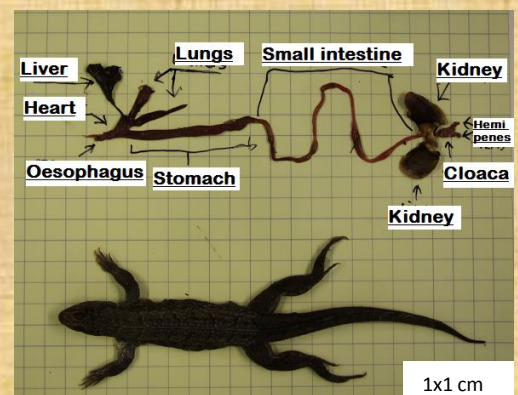 Lungs
Small intestine
Liver
Kidney
Heart
Hemi
penes
Oesophagus
Stomach
Cloaca
Kidney
1x1 cm